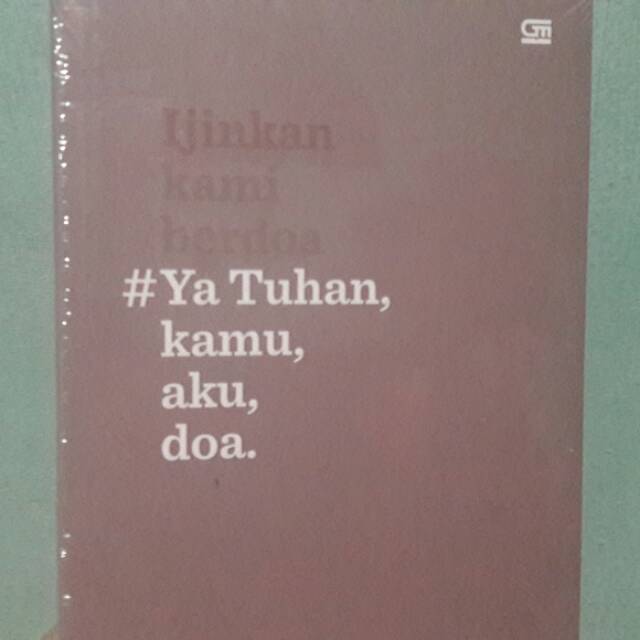 Ijinkan
kami
berdoa
#Ya Tuhan,
kamu,
aku,
doa.